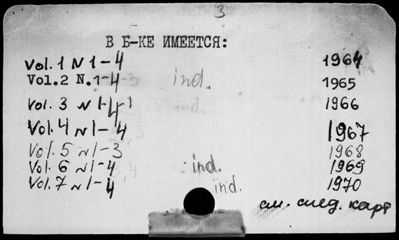 3
В Б-КЕ ИМЕЕТСЯ:
Vol. 1 N 1-4 1964
Vol.2 N.1-4 ind. 1965
Vol. 3 N 1-4 ind. 1966
Vol. 4 N 1-4 1967
Vol. 5 N 1-3 1968
Vol. 6 N 1-4 ind. 1969
Vol. 7 N 1-4 ind. 1970
см. след. карт